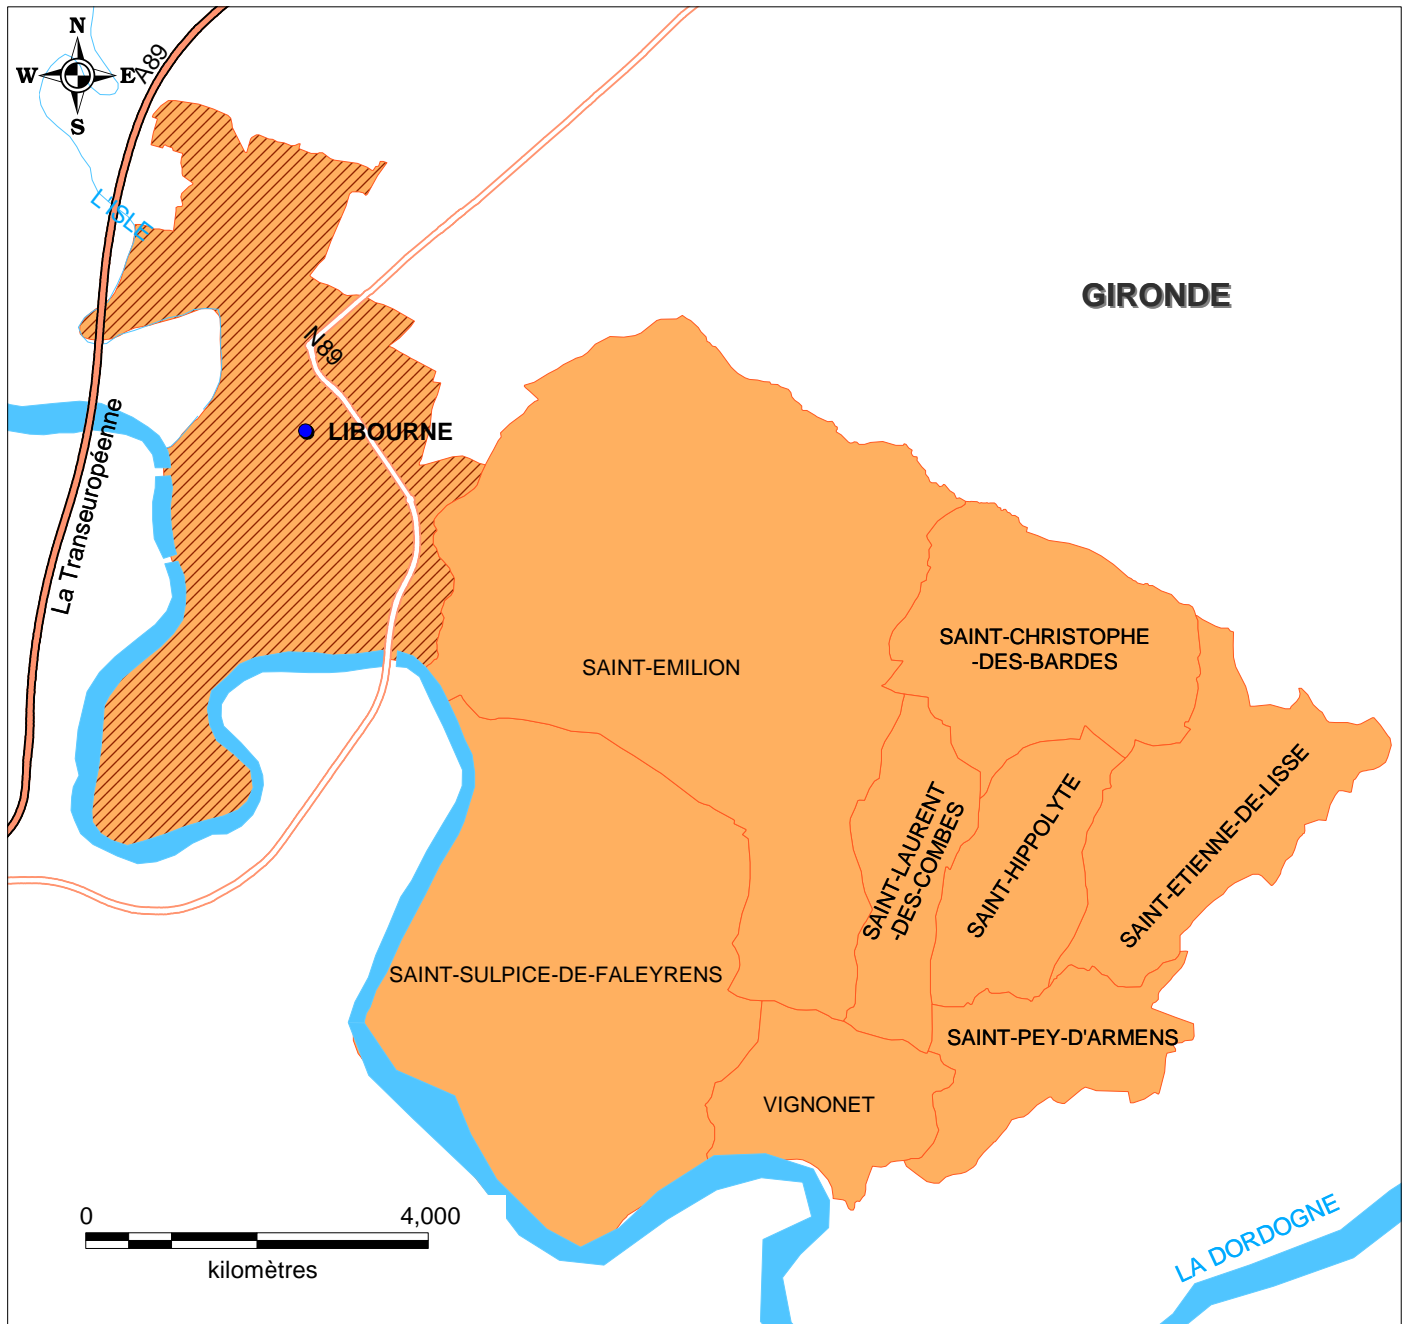 N
W
E
S
A89
L'ISLE
GIRONDE
N89
LIBOURNE
La Transeuropéenne
SAINT-EMILION
SAINT-CHRISTOPHE
-DES-BARDES
SAINT-LAURENT
-DES-COMBES
SAINT-HIPPOLYTE
SAINT-ETIENNE-DE-LISSE
SAINT-SULPICE-DE-FALEYRENS
SAINT-PEY-D'ARMENS
VIGNONET
0
4,000
kilomètres
LA DORDOGNE